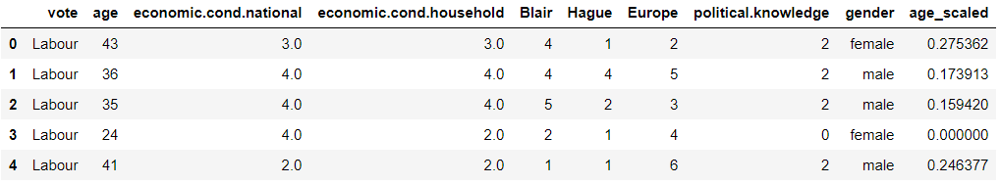 vote age economic.cond.national economic.cond.household Blair Hague Europe political.knowledge gender age_scaled
0 Labour 43 3.0 3.0 4 1 2 2 female 0.275362
1 Labour 36 4.0 4.0 4 4 5 2 male 0.173913
2 Labour 35 4.0 4.0 5 2 3 2 male 0.159420
3 Labour 24 4.0 2.0 2 1 4 0 female 0.000000
4 Labour 41 2.0 2.0 1 1 6 2 male 0.246377